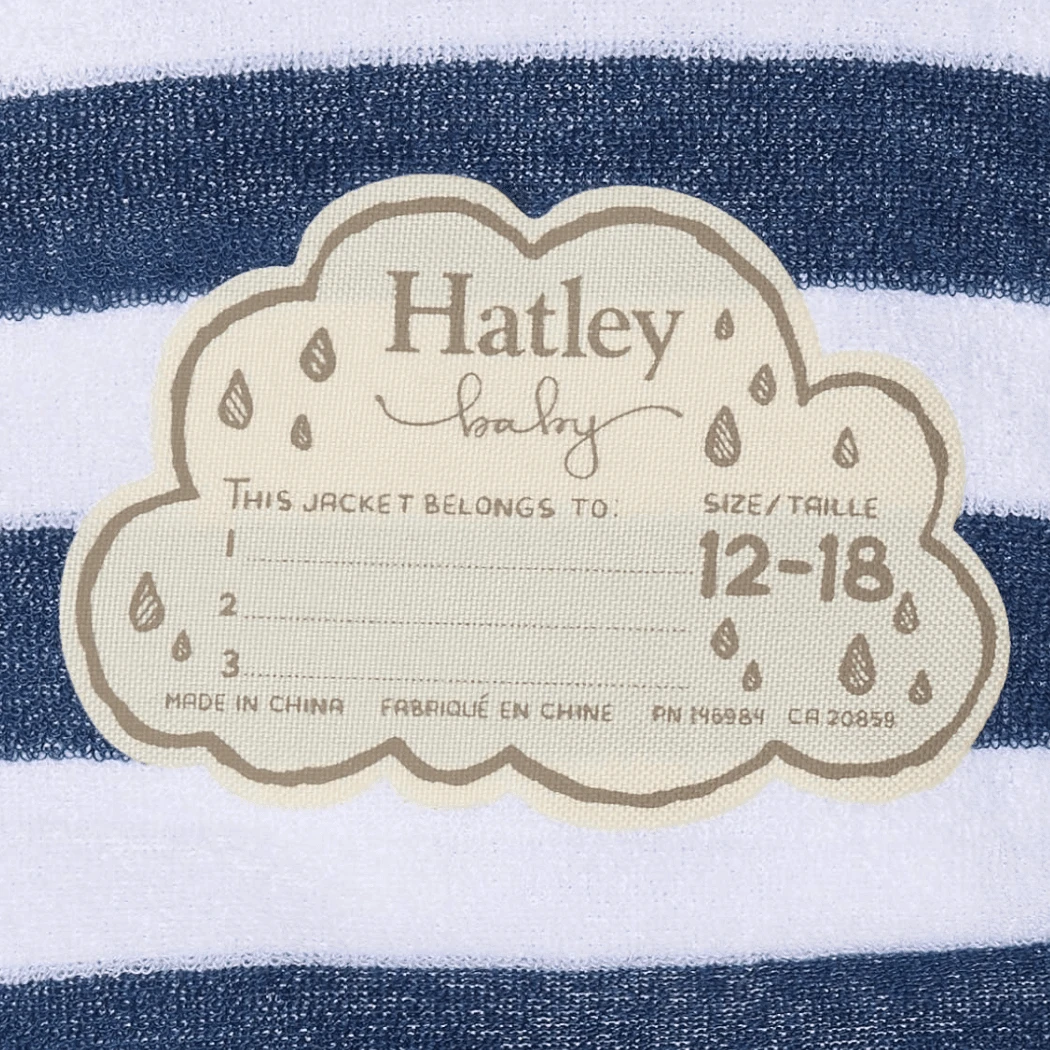 Hatley
baby
THIS JACKET BELONGS TO:
1
2
3
SIZE/TAILLE
12-18
MADE IN CHINA FABRIQUÉ EN CHINE RN 146984 CA 20859